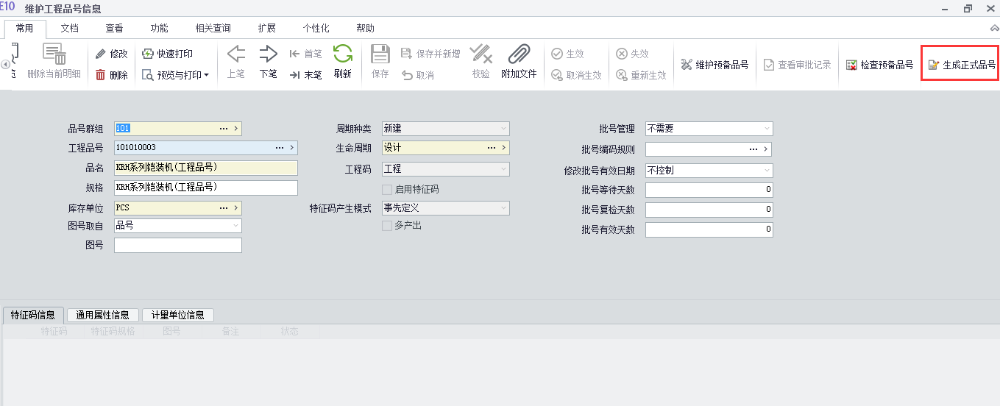 E10 维护工程品号信息
常用 文档 查看 功能 相关查询 扩展 个性化 帮助
修改 快速打印 首笔 保存并新增 生效 失效
览 删除当前明细 上笔 下笔 刷新 保存 校验 附加文件 维护预备品号 查看审批记录 检查预备品号 生成正式品号
删除 预览与打印 末笔 取消 取消生效 重新生效
品号群组 101 ··· 周期种类 新建 批号管理 不需要
工程品号 101010003 ··· 生命周期 设计 ··· 批号编码规则 ···
品名 KRH系列铠装机(工程品号) 工程码 工程 修改批号有效日期 不控制
规格 KRH系列铠装机(工程品号) 启用特征码 批号等待天数 0
库存单位 PCS ··· 特征码产生模式 事先定义 批号复检天数 0
图号取自 品号 多产出 批号有效天数 0
图号
特征码信息 通用属性信息 计量单位信息
特征码 特征码规格 图号 备注 状态